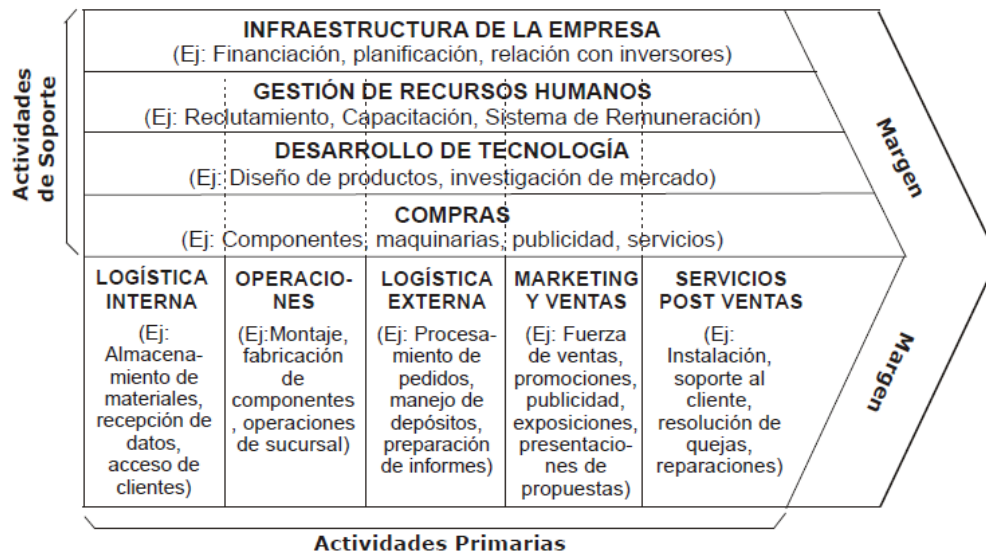 INFRAESTRUCTURA DE LA EMPRESA
(Ej: Financiación, planificación, relación con inversores)
GESTIÓN DE RECURSOS HUMANOS
(Ej: Reclutamiento, Capacitación, Sistema de Remuneración)
DESARROLLO DE TECNOLOGÍA
(Ej: Diseño de productos, investigación de mercado)
COMPRAS
(Ej: Componentes, maquinarias, publicidad, servicios)
Actividades
de Soporte
LOGÍSTICA
INTERNA
(Ej:
Almacena-
miento de
materiales,
recepción de
datos,
acceso de
clientes)
OPERACIO-
NES
(Ej:Montaje,
fabricación
de
componentes
, operaciones
de sucursal)
LOGÍSTICA
EXTERNA
(Ej: Procesa-
miento de
pedidos,
manejo de
depósitos,
preparación
de informes)
MARKETING
Y VENTAS
(Ej: Fuerza
de ventas,
promociones,
publicidad,
exposiciones,
presentacio-
nes de
propuestas)
SERVICIOS
POST VENTAS
(Ej:
Instalación,
soporte al
cliente,
resolución de
quejas,
reparaciones)
Margen
Margen
Actividades Primarias